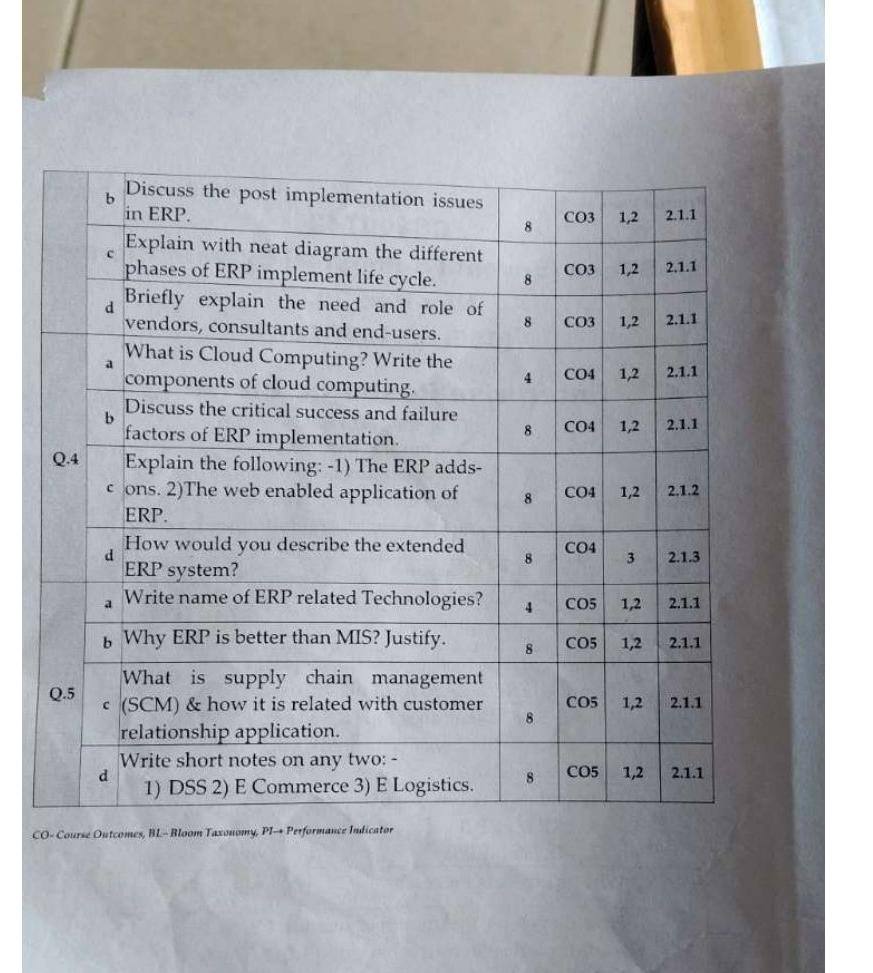 b Discuss the post implementation issues
in ERP. 8 CO3 1,2 2.1.1
c Explain with neat diagram the different
phases of ERP implement life cycle. 8 CO3 1,2 2.1.1
d Briefly explain the need and role of
vendors, consultants and end-users. 8 CO3 1,2 2.1.1
Q.4
a What is Cloud Computing? Write the
components of cloud computing. 4 CO4 1,2 2.1.1
b Discuss the critical success and failure
factors of ERP implementation. 8 CO4 1,2 2.1.1
Explain the following: -1) The ERP adds-
c ons. 2)The web enabled application of 8 CO4 1,2 2.1.2
ERP.
d How would you describe the extended
ERP system? 8 CO4 3 2.1.3
Q.5
a Write name of ERP related Technologies? 4 CO5 1,2 2.1.1
b Why ERP is better than MIS? Justify. 8 CO5 1,2 2.1.1
What is supply chain management
c (SCM) & how it is related with customer 8 CO5 1,2 2.1.1
relationship application.
d Write short notes on any two: -
1) DSS 2) E Commerce 3) E Logistics. 8 CO5 1,2 2.1.1
CO- Course Outcomes, BL- Bloom Taxonomy, PI→ Performance Indicator